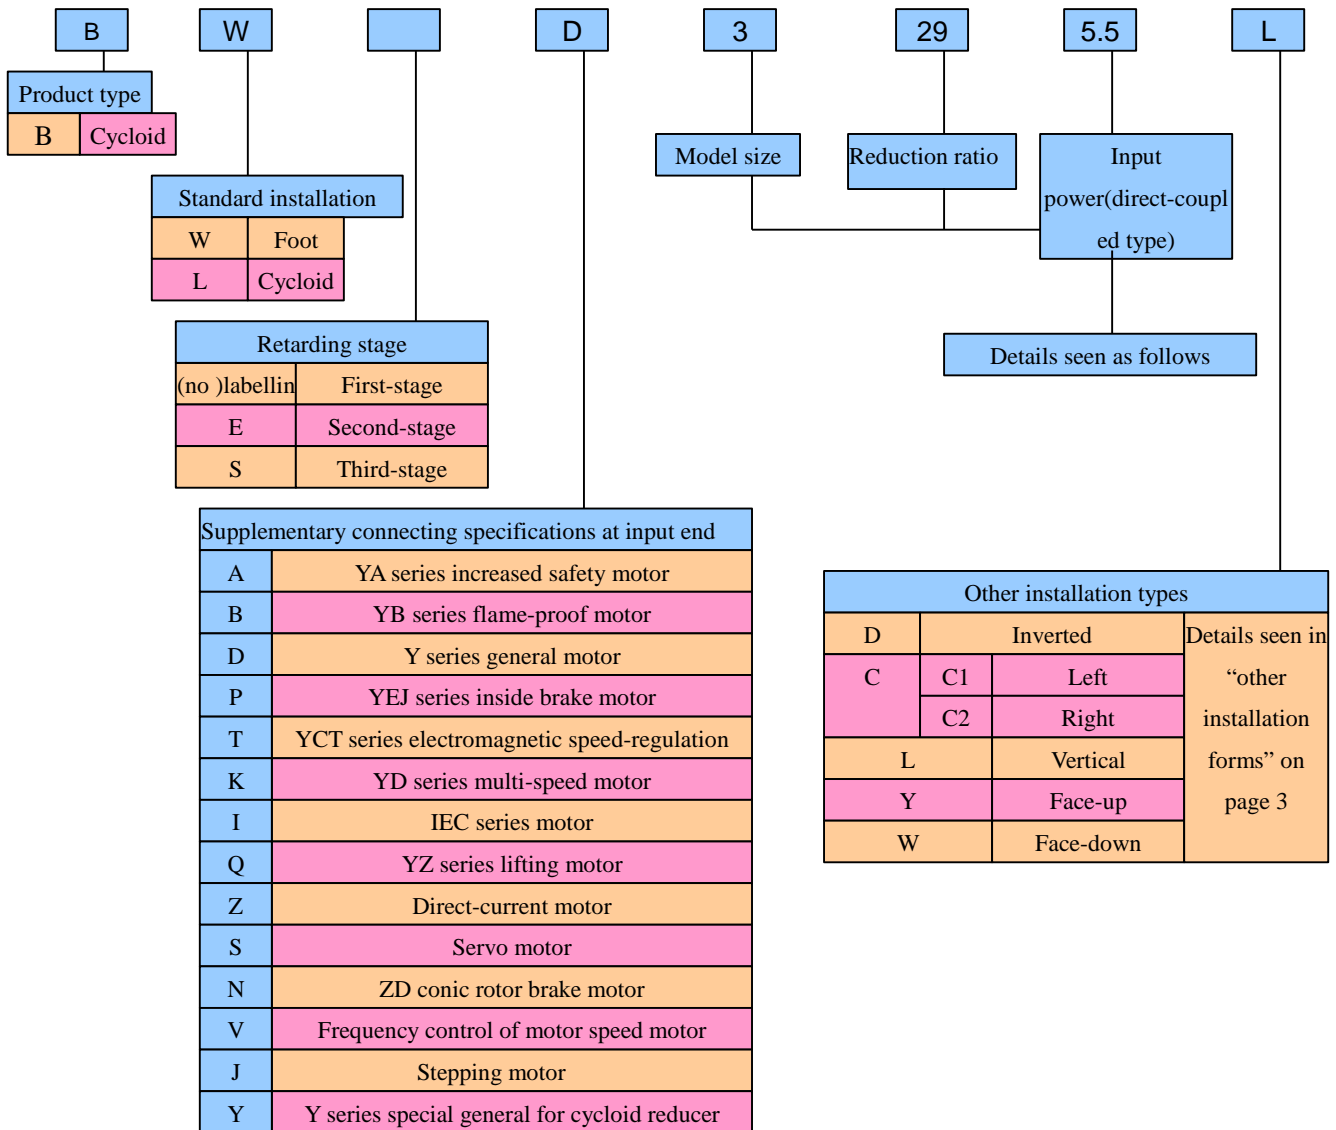 B W D 3 29 5.5 L
Product type
B Cycloid
Standard installation
W Foot
L Cycloid
Retarding stage
(no )labellin First-stage
E Second-stage
S Third-stage
Supplementary connecting specifications at input end
A YA series increased safety motor
B YB series flame-proof motor
D Y series general motor
P YEJ series inside brake motor
T YCT series electromagnetic speed-regulation
K YD series multi-speed motor
I IEC series motor
Q YZ series lifting motor
Z Direct-current motor
S Servo motor
N ZD conic rotor brake motor
V Frequency control of motor speed motor
J Stepping motor
Y Y series special general for cycloid reducer
Model size
Reduction ratio
Input
power(direct-coupl
ed type)
Details seen as follows
Other installation types
D Inverted
C C1 Left
C2 Right
L Vertical
Y Face-up
W Face-down
Details seen in
“other
installation
forms” on
page 3